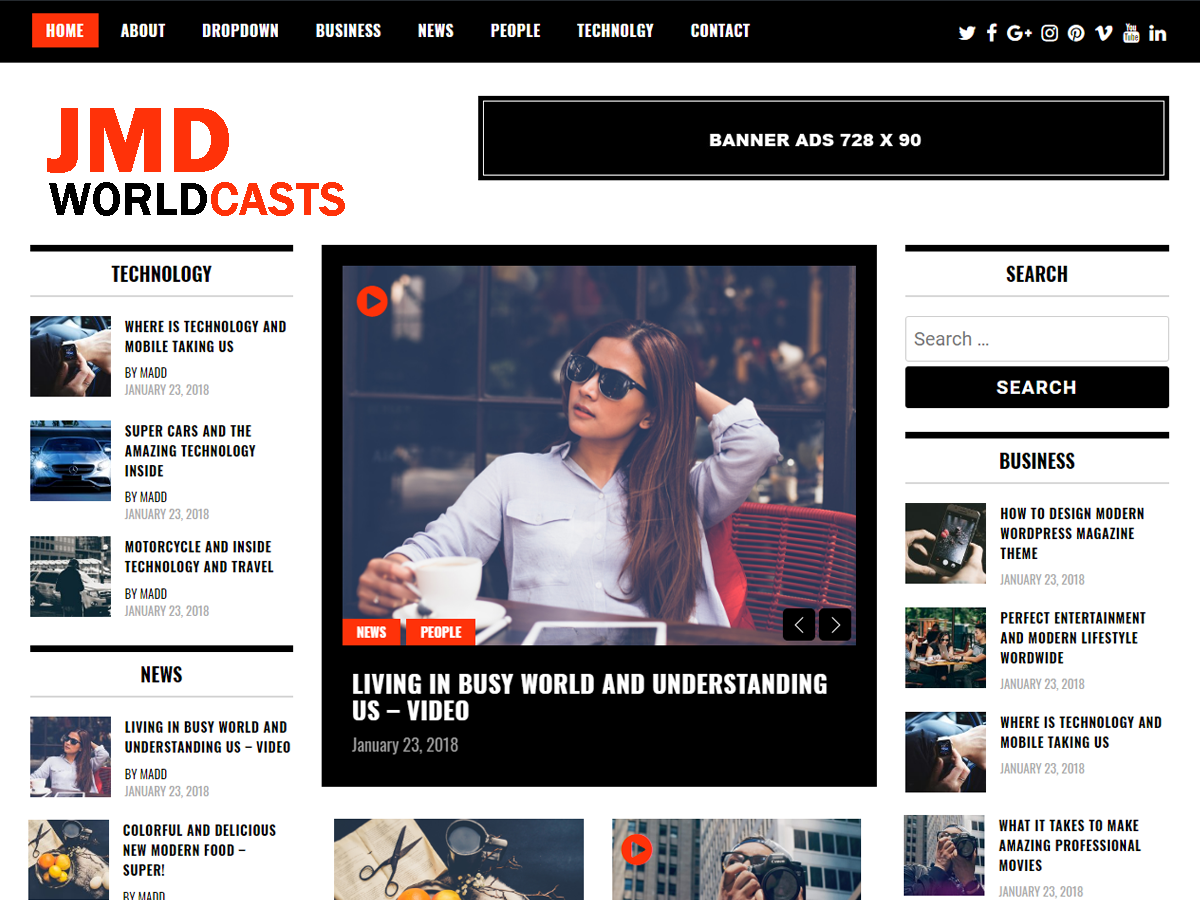 HOME ABOUT DROPDOWN BUSINESS NEWS PEOPLE TECHNOLGY CONTACT
You
Tube
JMD
WORLDCASTS
BANNER ADS 728 X 90
TECHNOLOGY
WHERE IS TECHNOLOGY AND
MOBILE TAKING US
BY MADD
JANUARY 23, 2018
SUPER CARS AND THE
AMAZING TECHNOLOGY
INSIDE
BY MADD
JANUARY 23, 2018
MOTORCYCLE AND INSIDE
TECHNOLOGY AND TRAVEL
BY MADD
JANUARY 23, 2018
NEWS
LIVING IN BUSY WORLD AND
UNDERSTANDING US – VIDEO
BY MADD
JANUARY 23, 2018
COLORFUL AND DELICIOUS
NEW MODERN FOOD –
SUPER!
BY MADD
NEWS PEOPLE
LIVING IN BUSY WORLD AND UNDERSTANDING
US – VIDEO
January 23, 2018
SEARCH
Search …
SEARCH
BUSINESS
HOW TO DESIGN MODERN
WORDPRESS MAGAZINE
THEME
JANUARY 23, 2018
PERFECT ENTERTAINMENT
AND MODERN LIFESTYLE
WORDWIDE
JANUARY 23, 2018
WHERE IS TECHNOLOGY AND
MOBILE TAKING US
JANUARY 23, 2018
WHAT IT TAKES TO MAKE
AMAZING PROFESSIONAL
MOVIES
JANUARY 23, 2018